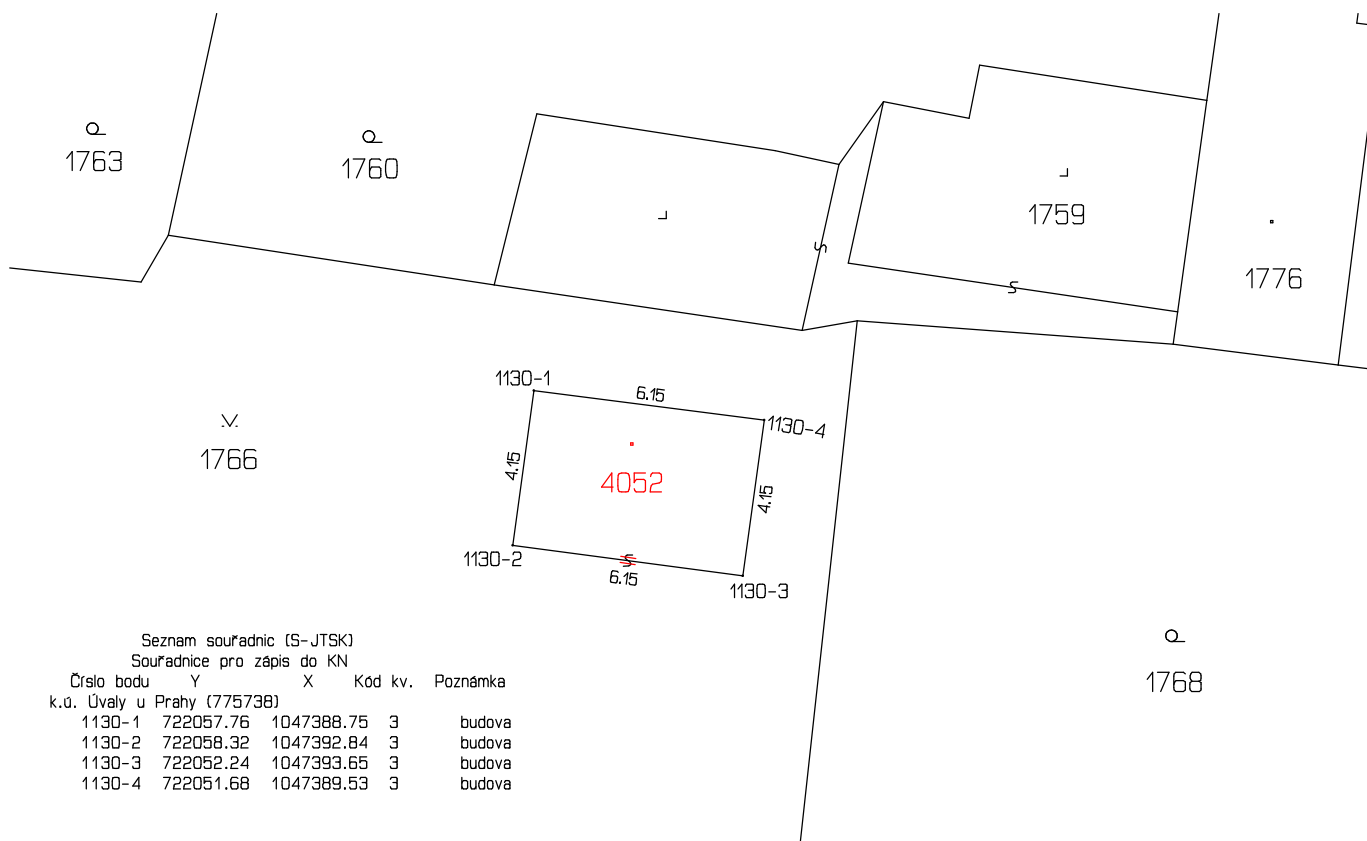 1763
1760
1759
1776
1130-1
6.15
1130-4
1766
4.15
4052
4.15
1130-2
6.15
1130-3
1768
Seznam souřadnic (S-JTSK)
Souřadnice pro zápis do KN
Číslo bodu Y X Kód kv. Poznámka
k.ú. Úvaly u Prahy (775738)
1130-1 722057.76 1047388.75 3 budova
1130-2 722058.32 1047392.84 3 budova
1130-3 722052.24 1047393.65 3 budova
1130-4 722051.68 1047389.53 3 budova